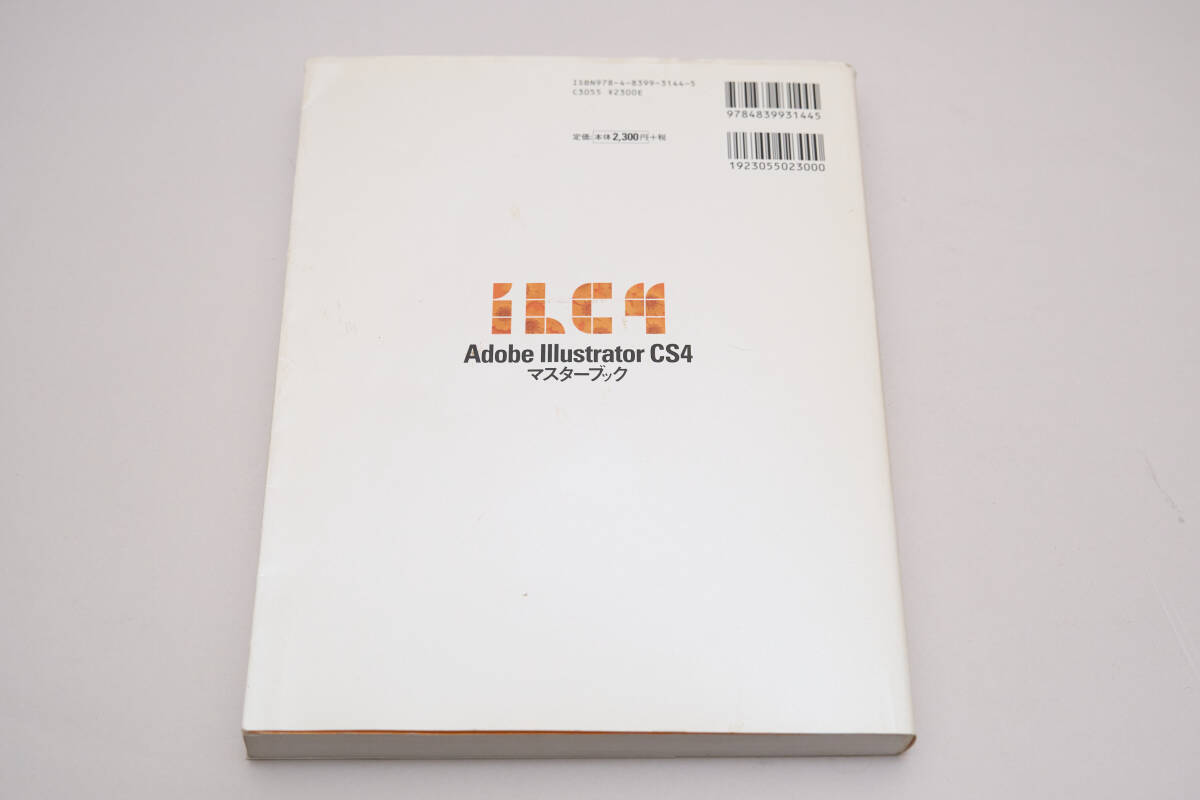 ISBN978-4-8399-3144-5
C3055 ¥2300E
9784839931445
定価:本体2,300円+税
1923055023000
ILC4
Adobe Illustrator CS4
マスターブック